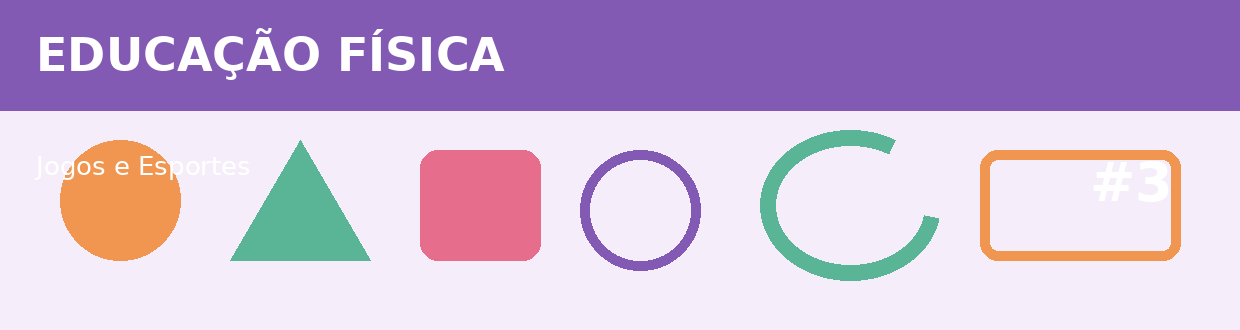 EDUCAÇÃO FÍSICA
Jogos e Esportes
#3